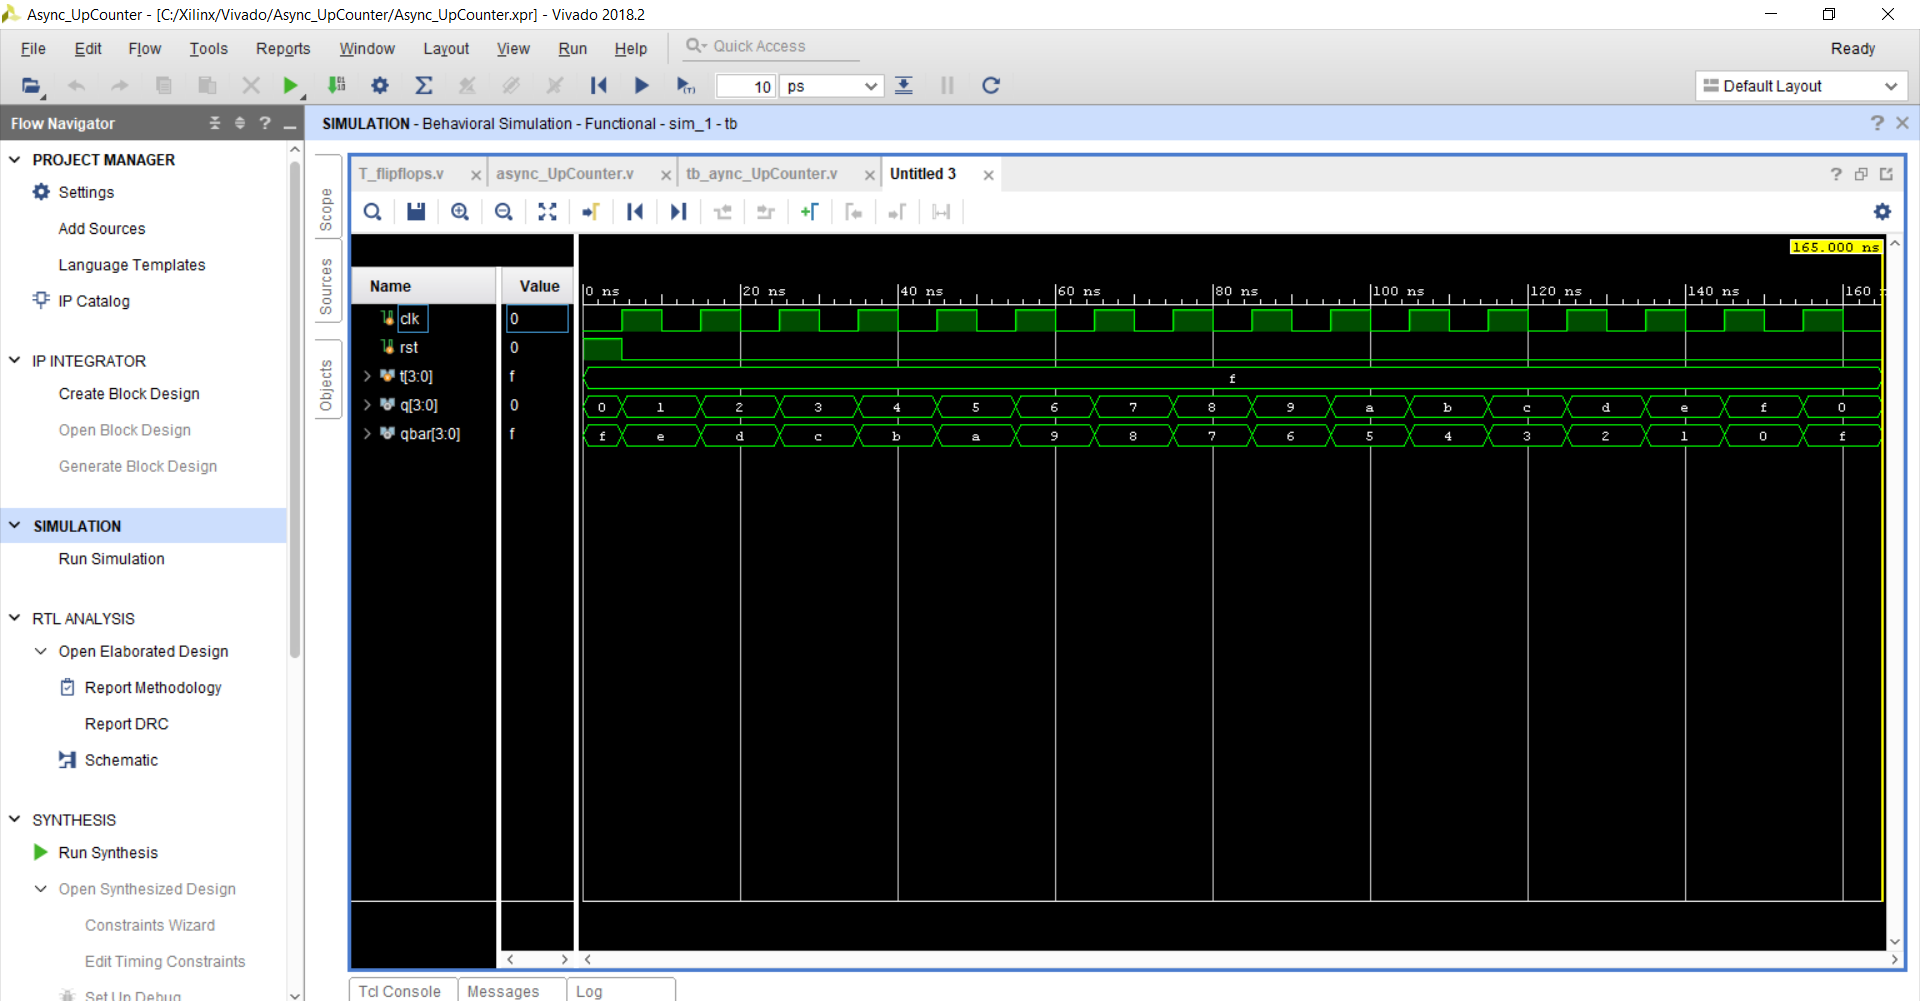 Async_UpCounter - [C:/Xilinx/Vivado/Async_UpCounter/Async_UpCounter.xpr] - Vivado 2018.2
File Edit Flow Tools Reports Window Layout View Run Help Quick Access Ready
10 ps Default Layout
Flow Navigator
SIMULATION - Behavioral Simulation - Functional - sim_1 - tb
PROJECT MANAGER
Settings
Add Sources
Language Templates
IP Catalog
IP INTEGRATOR
Create Block Design
Open Block Design
Generate Block Design
SIMULATION
Run Simulation
RTL ANALYSIS
Open Elaborated Design
Report Methodology
Report DRC
Schematic
SYNTHESIS
Run Synthesis
Open Synthesized Design
Constraints Wizard
Edit Timing Constraints
Set Up Debug
Scope
Sources
Objects
T_flipflops.v async_UpCounter.v tb_aync_UpCounter.v Untitled 3
165.000 ns
Name Value
0 ns 20 ns 40 ns 60 ns 80 ns 100 ns 120 ns 140 ns 160
clk 0
rst 0
t[3:0] f f
q[3:0] 0 0 1 2 3 4 5 6 7 8 9 a b c d e f 0
qbar[3:0] f f e d c b a 9 8 7 6 5 4 3 2 1 0 f
Tcl Console Messages Log